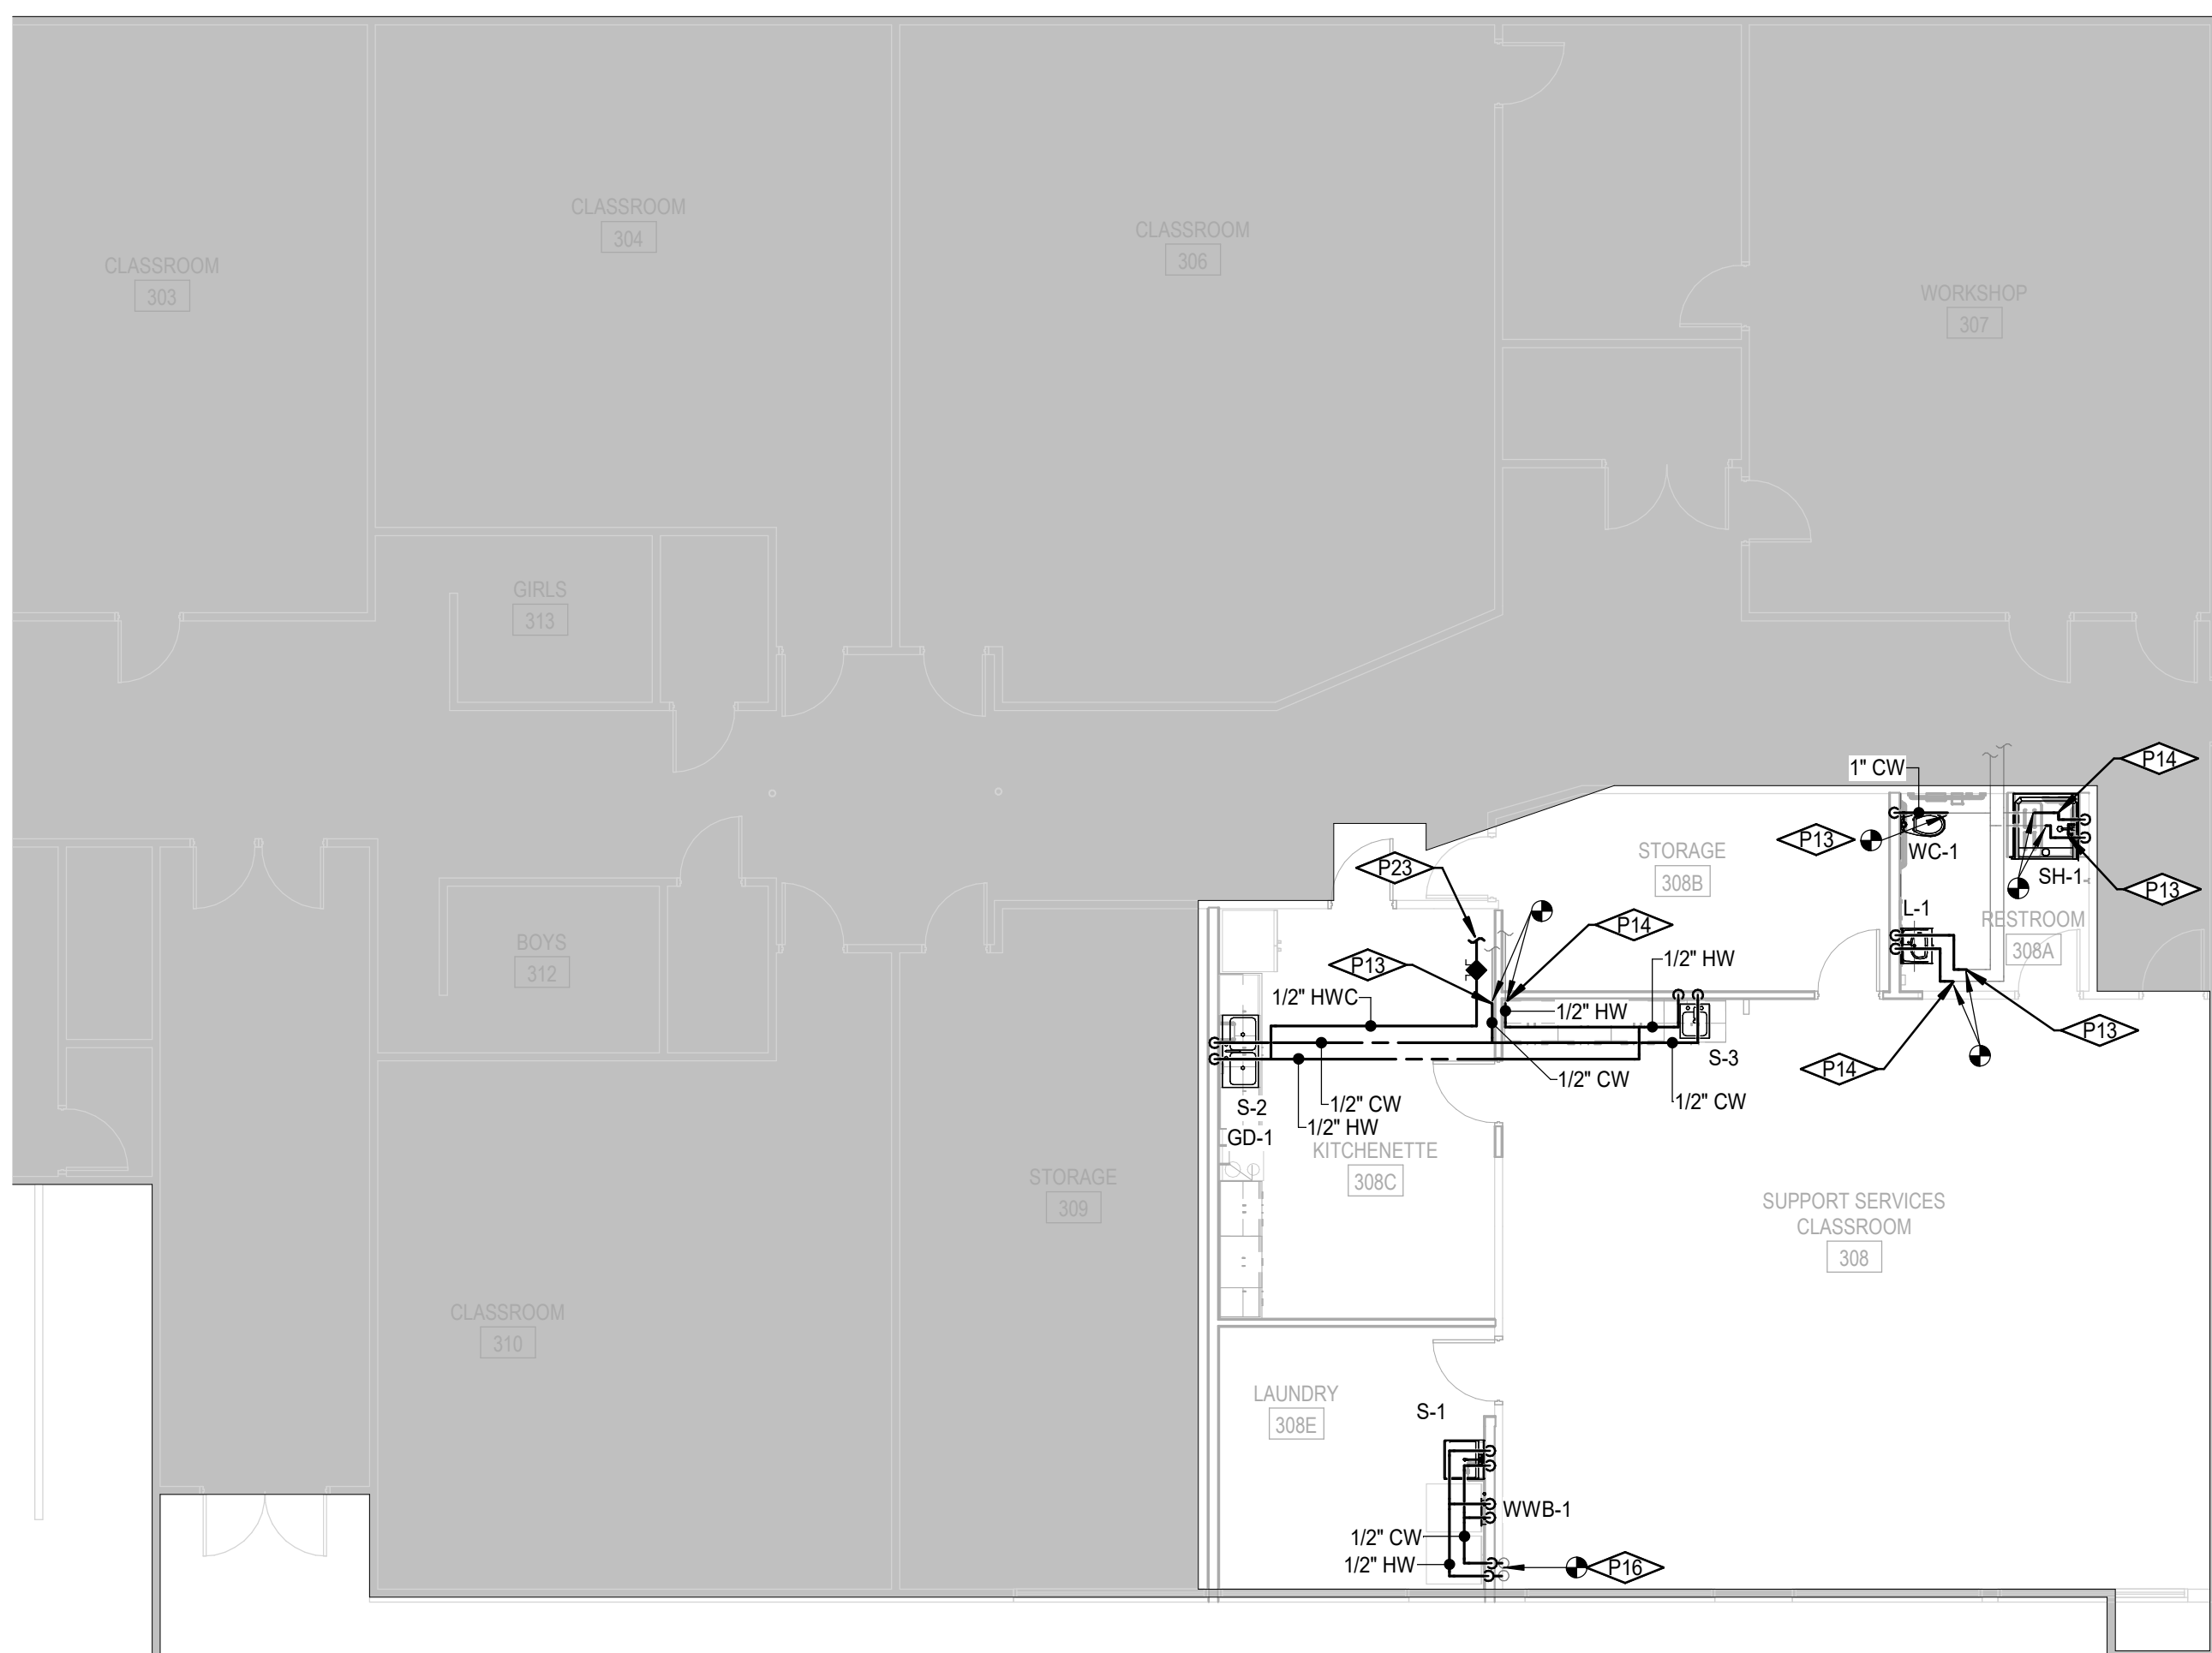 CLASSROOM
304
CLASSROOM
306
CLASSROOM
303
WORKSHOP
307
GIRLS
313
P14
1" CW
P13
WC-1
STORAGE
308B
P23
SH-1
P13
L-1
RESTROOM
308A
P14
BOYS
312
P13
1/2" HW
1/2" HWC
1/2" HW
P13
S-3
P14
1/2" CW
1/2" CW
1/2" CW
S-2
1/2" HW
GD-1
KITCHENETTE
308C
STORAGE
309
SUPPORT SERVICES
CLASSROOM
308
CLASSROOM
310
LAUNDRY
308E
S-1
WWB-1
1/2" CW
1/2" HW
P16